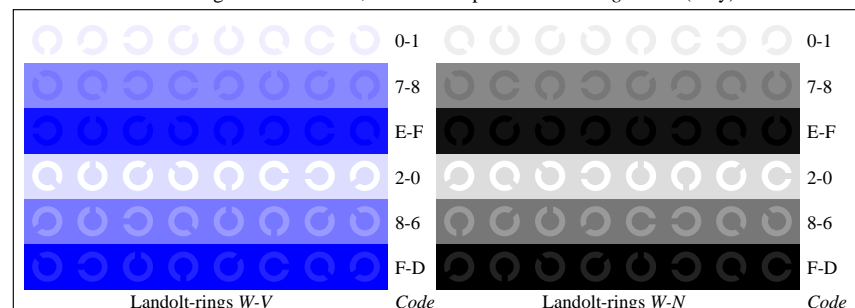 0-1 0-1
7-8 7-8
E-F E-F
2-0 2-0
8-6 8-6
F-D F-D
Landolt-rings W-V Code Landolt-rings W-N Code